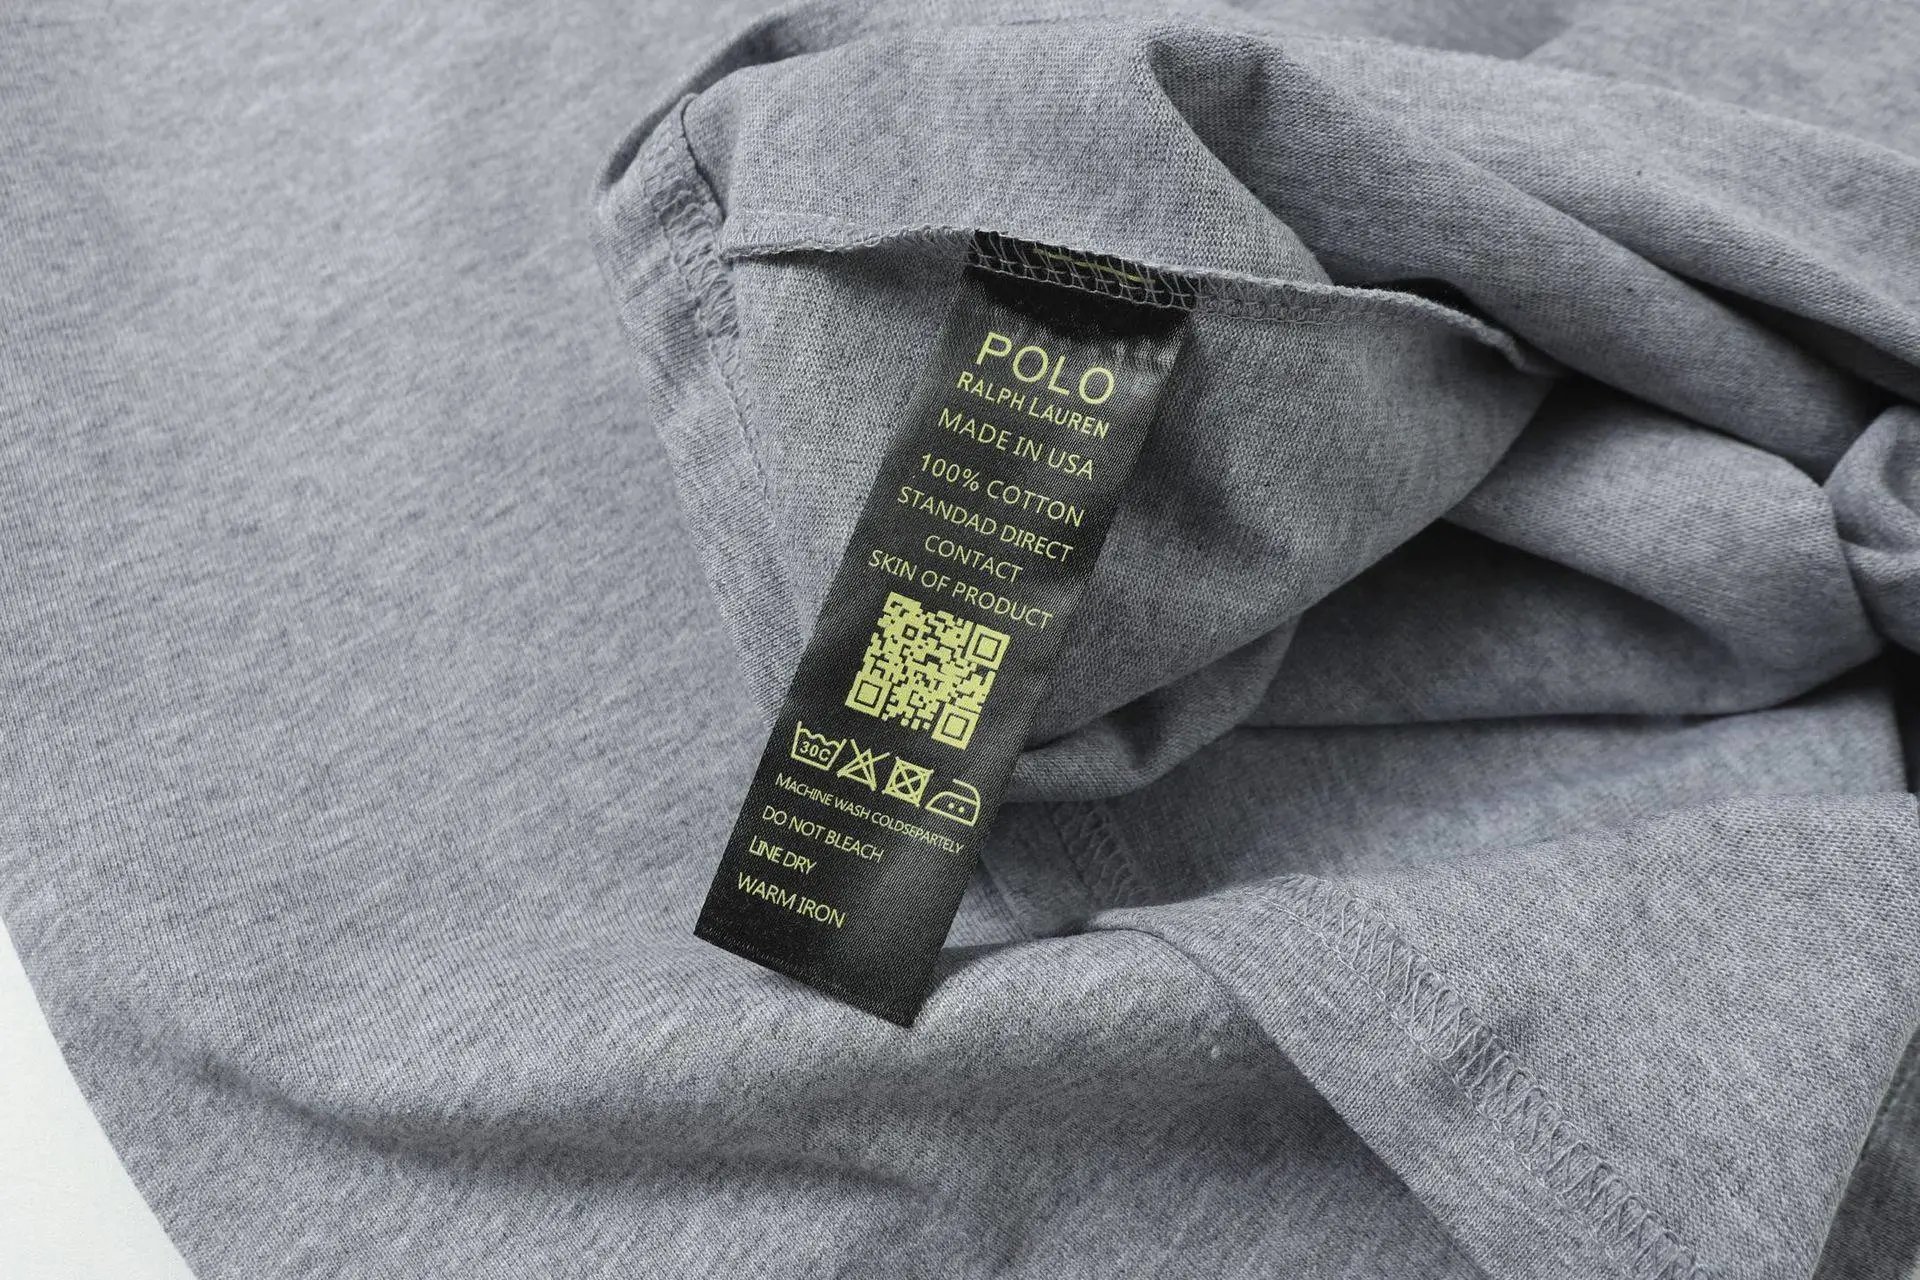 POLO
RALPH LAUREN
MADE IN USA
100% COTTON
STANDAD DIRECT
CONTACT
SKIN OF PRODUCT
30C
MACHINE WASH COLDSEPARTELY
DO NOT BLEACH
LINE DRY
WARM IRON